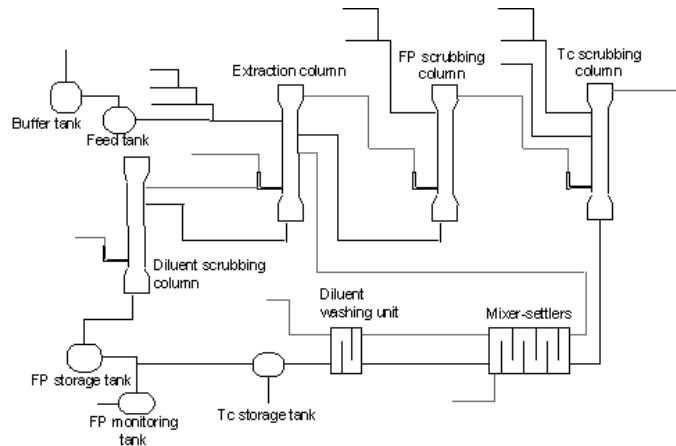 Extraction column
FP scrubbing
column
Tc scrubbing
column
Buffer tank
Feed tank
Diluent scrubbing
column
Diluent
washing unit
Mixer-settlers
FP storage tank
Tc storage tank
FP monitoring
tank